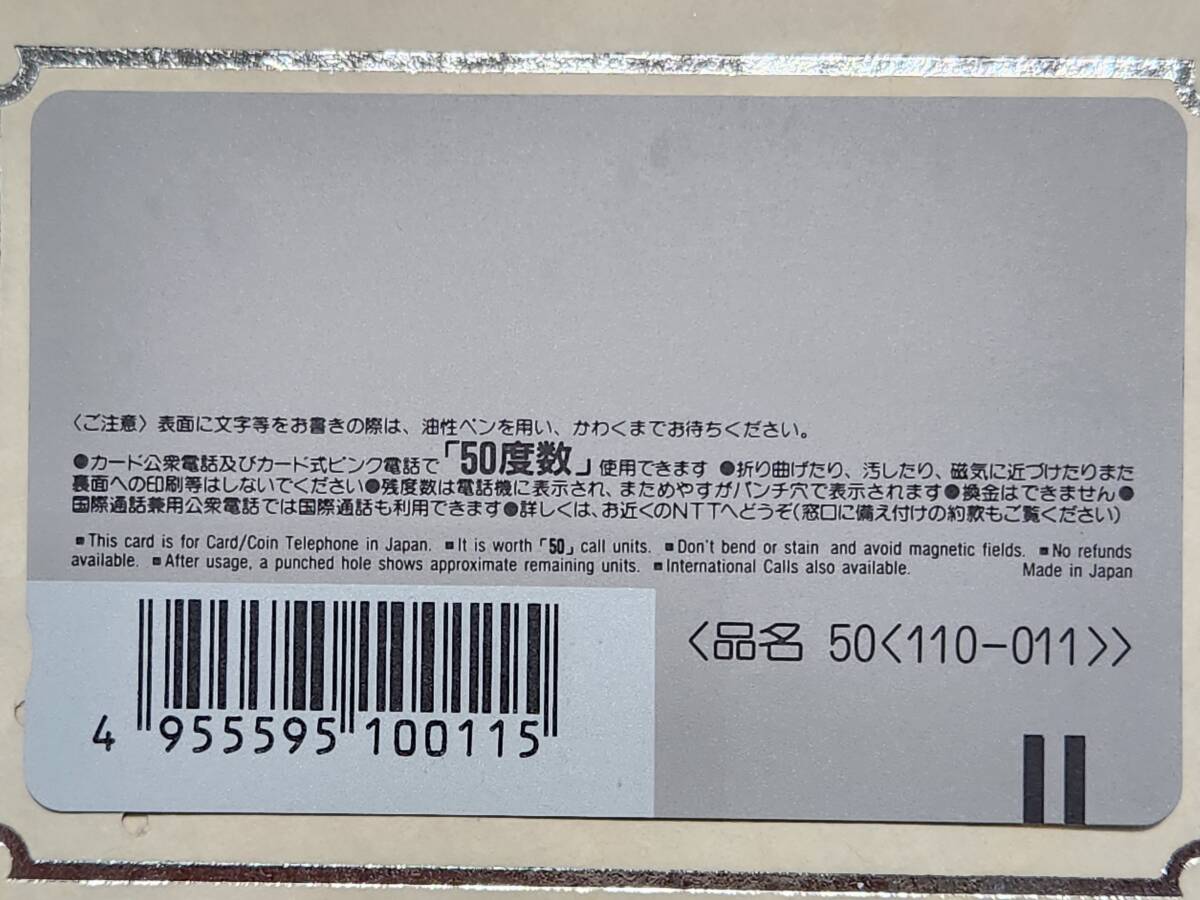 〈ご注意〉表面に文字等をお書きの際は、油性ペンを用い、かわくまでお待ちください。
●カード公衆電話及びカード式ピンク電話で「50度数」使用できます ●折り曲げたり、汚したり、磁気に近づけたりまた
裏面への印刷等はしないでください●残度数は電話機に表示され、まためやすがパンチ穴で表示されます●換金はできません●
国際通話兼用公衆電話では国際通話も利用できます●詳しくは、お近くのNTTへどうぞ(窓口に備え付けの約款もご覧ください)
■This card is for Card/Coin Telephone in Japan. ■It is worth「50」call units. ■Don't bend or stain and avoid magnetic fields. ■No refunds
available. ■After usage, a punched hole shows approximate remaining units. ■International Calls also available. Made in Japan
〈品名 50〈110-011〉〉
4 955595 100115